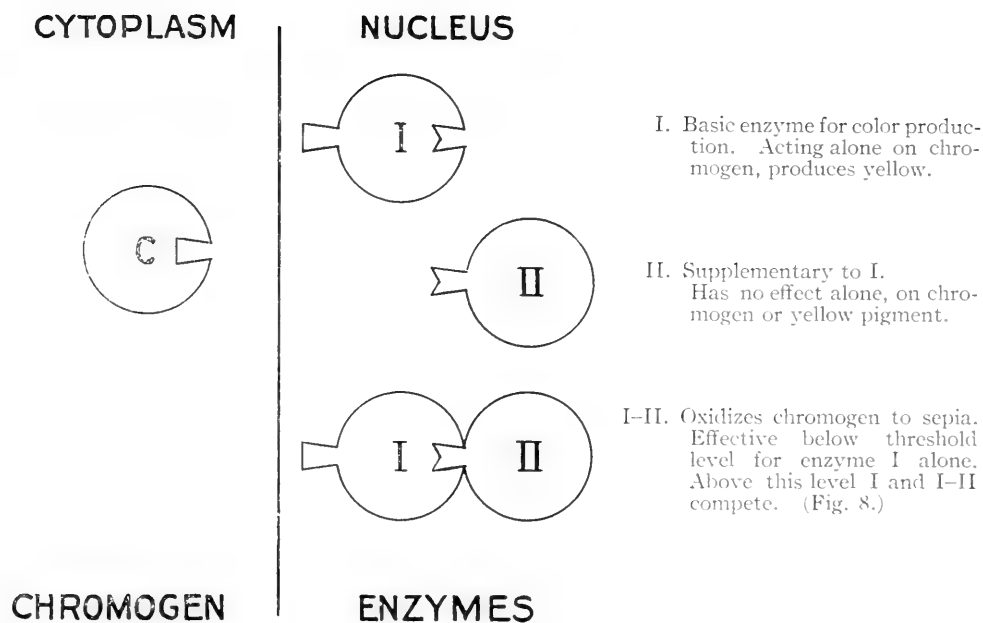 CYTOPLASM
NUCLEUS
I
I. Basic enzyme for color produc-
tion. Acting alone on chro-
mogen, produces yellow.
C
II
II. Supplementary to I.
Has no effect alone, on chro-
mogen or yellow pigment.
I
II
I–II. Oxidizes chromogen to sepia.
Effective below threshold
level for enzyme I alone.
Above this level I and I–II
compete. (Fig. 8.)
CHROMOGEN
ENZYMES